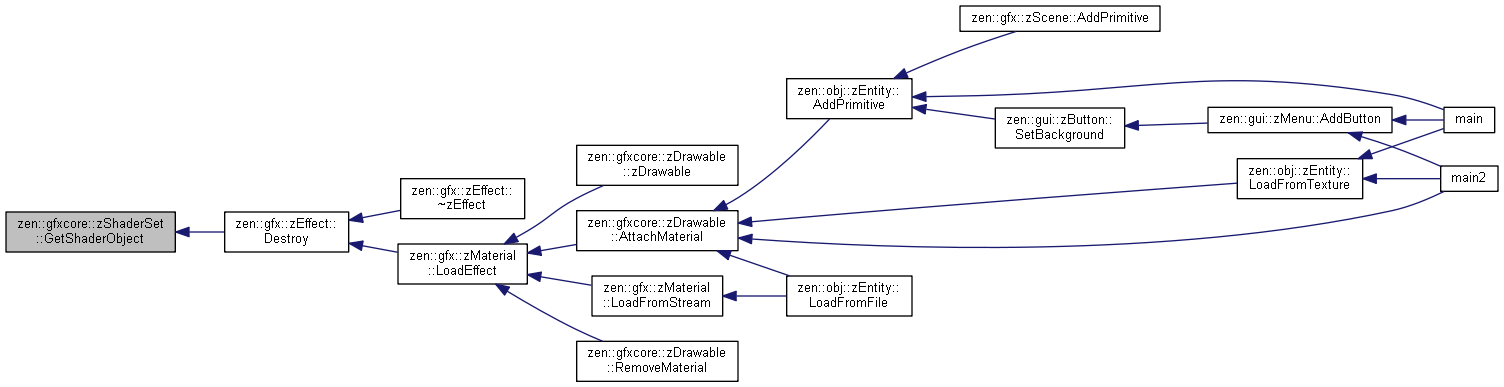 zen::gfxcore::zShaderSet
::GetShaderObject
zen::gfx::zEffect::
Destroy
zen::gfx::zEffect::
~zEffect
zen::gfx::zMaterial
::LoadEffect
zen::gfxcore::zDrawable
::zDrawable
zen::gfxcore::zDrawable
::AttachMaterial
zen::gfx::zMaterial
::LoadFromStream
zen::gfxcore::zDrawable
::RemoveMaterial
zen::obj::zEntity::
AddPrimitive
zen::obj::zEntity::
LoadFromFile
zen::gfx::zScene::AddPrimitive
zen::gui::zButton::
SetBackground
zen::gui::zMenu::AddButton
zen::obj::zEntity::
LoadFromTexture
main
main2